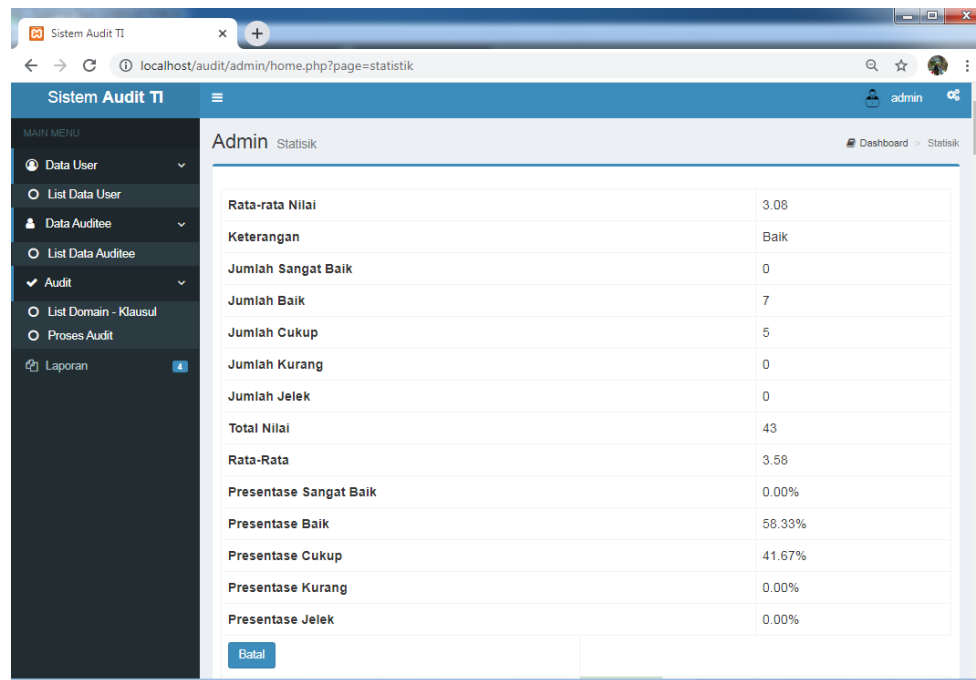 Sistem Audit TI
localhost/audit/admin/home.php?page=statistik
Sistem Audit TI
admin
MAIN MENU
Data User
List Data User
Data Auditee
List Data Auditee
Audit
List Domain - Klausul
Proses Audit
Laporan 4
Admin Statisik
Dashboard > Statisik
Rata-rata Nilai 3.08
Keterangan Baik
Jumlah Sangat Baik 0
Jumlah Baik 7
Jumlah Cukup 5
Jumlah Kurang 0
Jumlah Jelek 0
Total Nilai 43
Rata-Rata 3.58
Presentase Sangat Baik 0.00%
Presentase Baik 58.33%
Presentase Cukup 41.67%
Presentase Kurang 0.00%
Presentase Jelek 0.00%
Batal